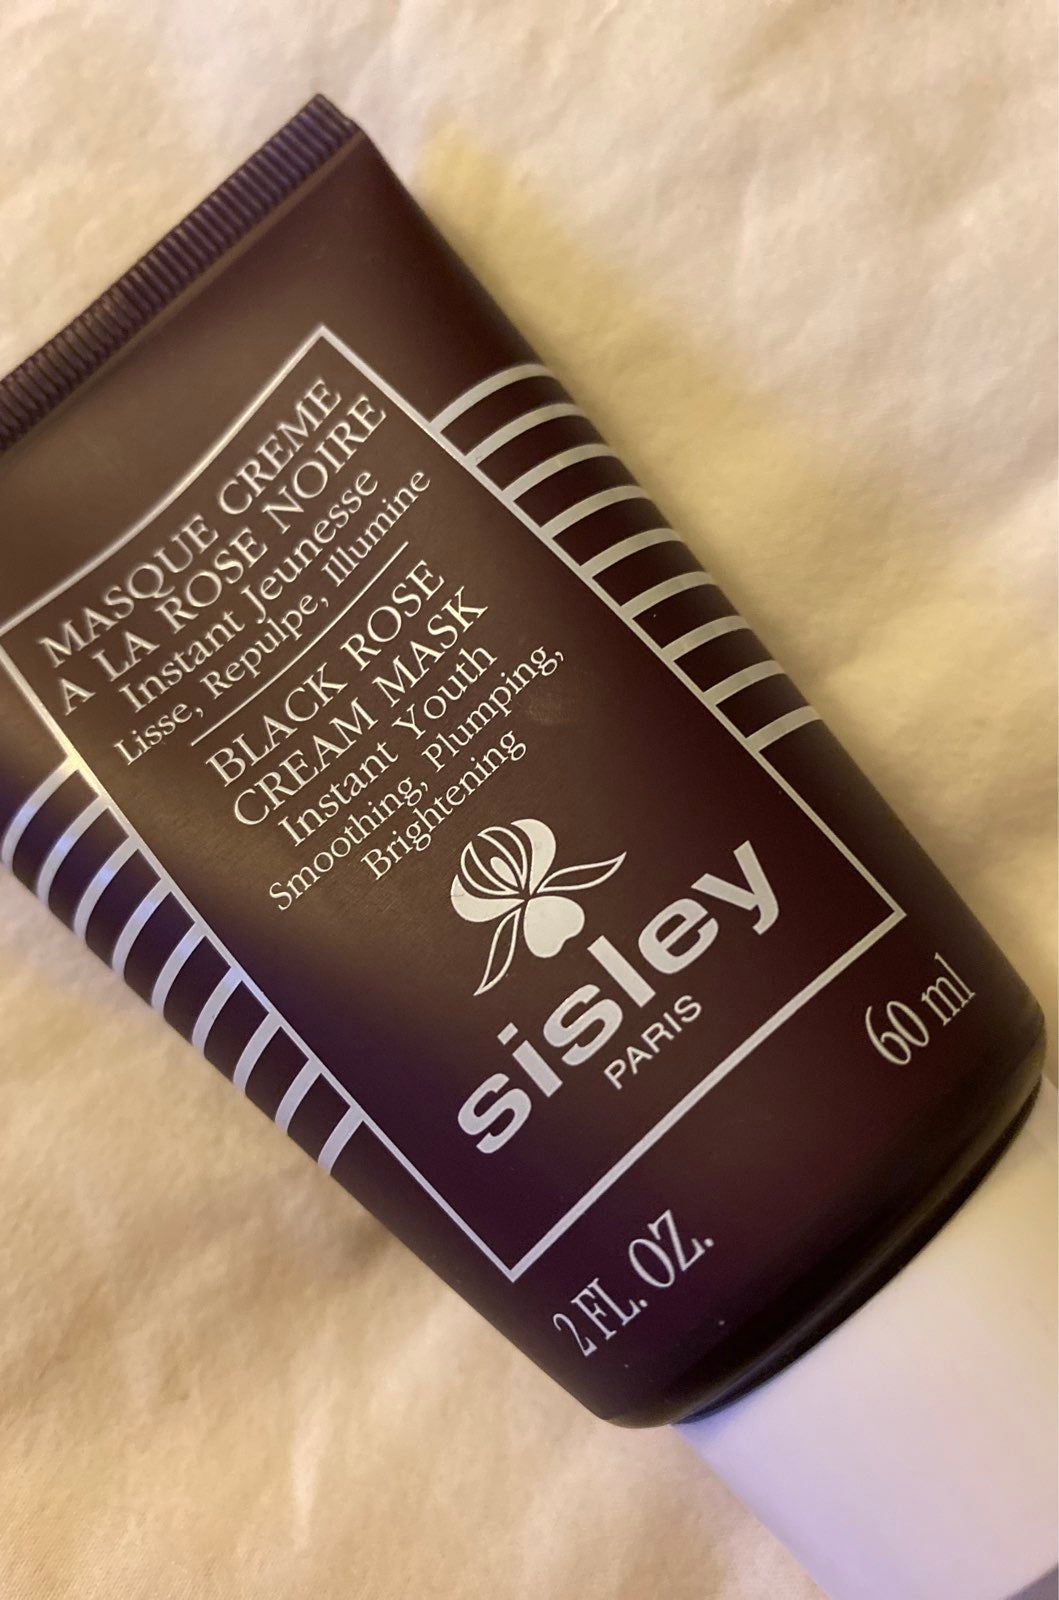 MASQUE CREME
A LA ROSE NOIRE
Instant Jeunesse
Lisse, Repulpe, Illumine
BLACK ROSE
CREAM MASK
Instant Youth
Smoothing, Plumping,
Brightening
sisley
PARIS
2 FL. OZ.
60 ml